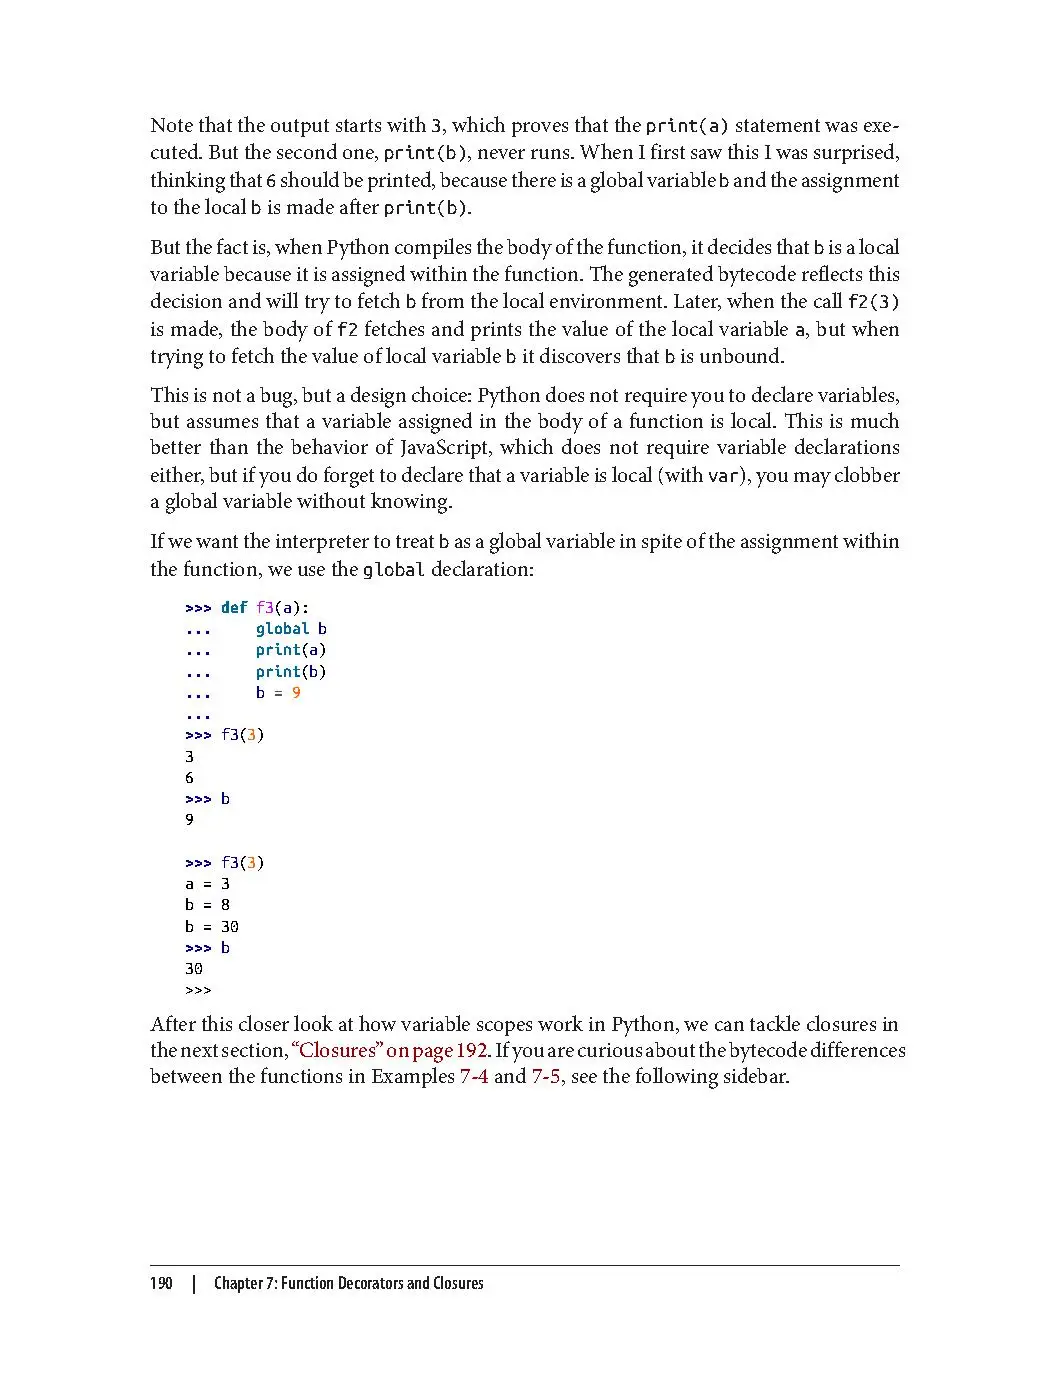 Note that the output starts with 3, which proves that the print(a) statement was exe-
cuted. But the second one, print(b), never runs. When I first saw this I was surprised,
thinking that 6 should be printed, because there is a global variable b and the assignment
to the local b is made after print(b).
But the fact is, when Python compiles the body of the function, it decides that b is a local
variable because it is assigned within the function. The generated bytecode reflects this
decision and will try to fetch b from the local environment. Later, when the call f2(3)
is made, the body of f2 fetches and prints the value of the local variable a, but when
trying to fetch the value of local variable b it discovers that b is unbound.
This is not a bug, but a design choice: Python does not require you to declare variables,
but assumes that a variable assigned in the body of a function is local. This is much
better than the behavior of JavaScript, which does not require variable declarations
either, but if you do forget to declare that a variable is local (with var), you may clobber
a global variable without knowing.
If we want the interpreter to treat b as a global variable in spite of the assignment within
the function, we use the global declaration:
>>> def f3(a):
...     global b
...     print(a)
...     print(b)
...     b = 9
...
>>> f3(3)
3
6
>>> b
9
>>> f3(3)
a = 3
b = 8
b = 30
>>> b
30
>>>
After this closer look at how variable scopes work in Python, we can tackle closures in
the next section, “Closures” on page 192. If you are curious about the bytecode differences
between the functions in Examples 7-4 and 7-5, see the following sidebar.
190 | Chapter 7: Function Decorators and Closures